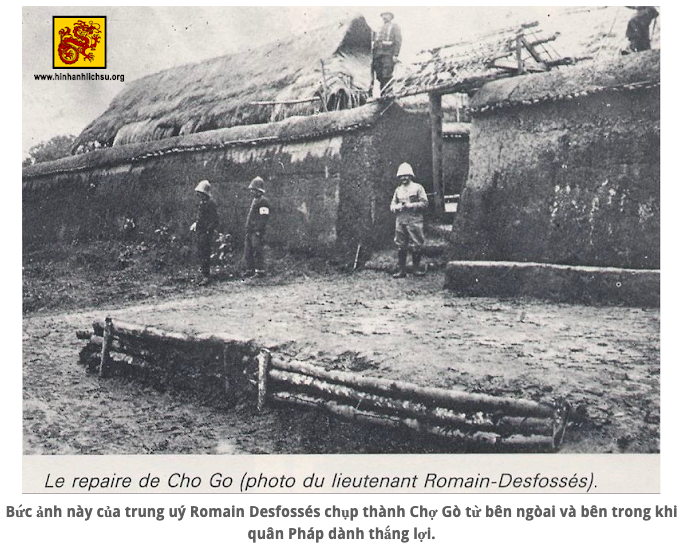 www.hinhanhlichsu.org
Le repaire de Cho Go (photo du lieutenant Romain-Desfossés).
Bức ảnh này của trung uý Romain Desfossés chụp thành Chợ Gò từ bên ngòai và bên trong khi
quân Pháp dành thắng lợi.